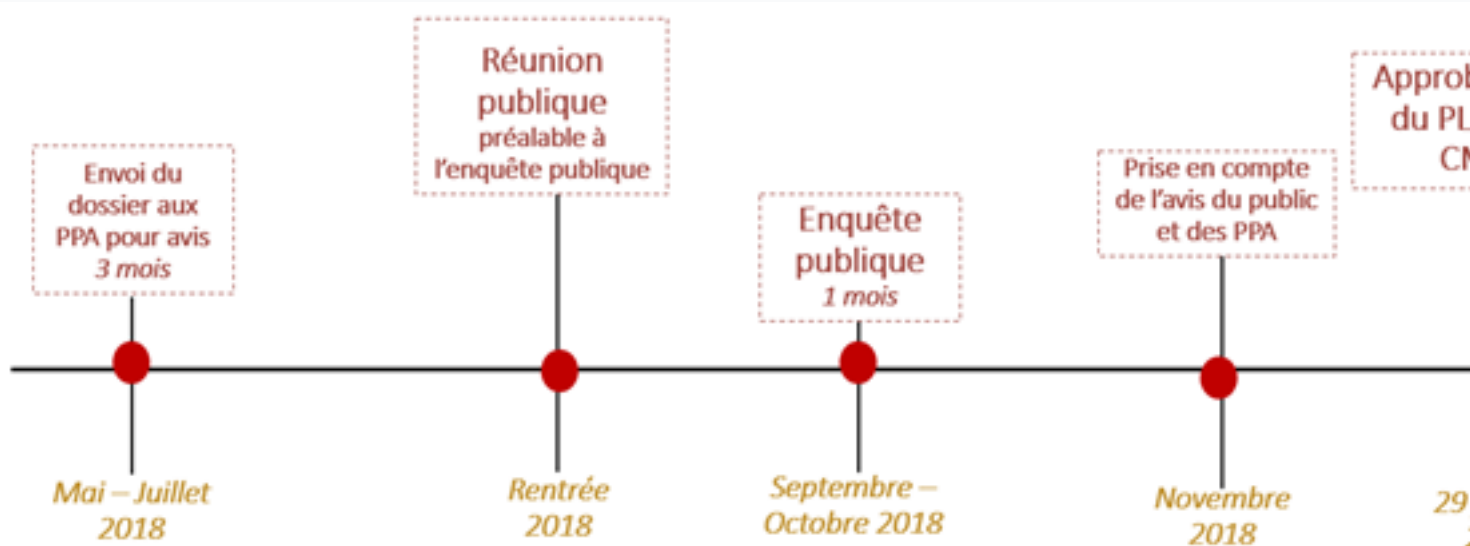 Envoi du
dossier aux
PPA pour avis
3 mois
Mai – Juillet
2018
Réunion
publique
préalable à
l'enquête publique
Rentrée
2018
Enquête
publique
1 mois
Septembre –
Octobre 2018
Prise en compte
de l'avis du public
et des PPA
Novembre
2018
du
29